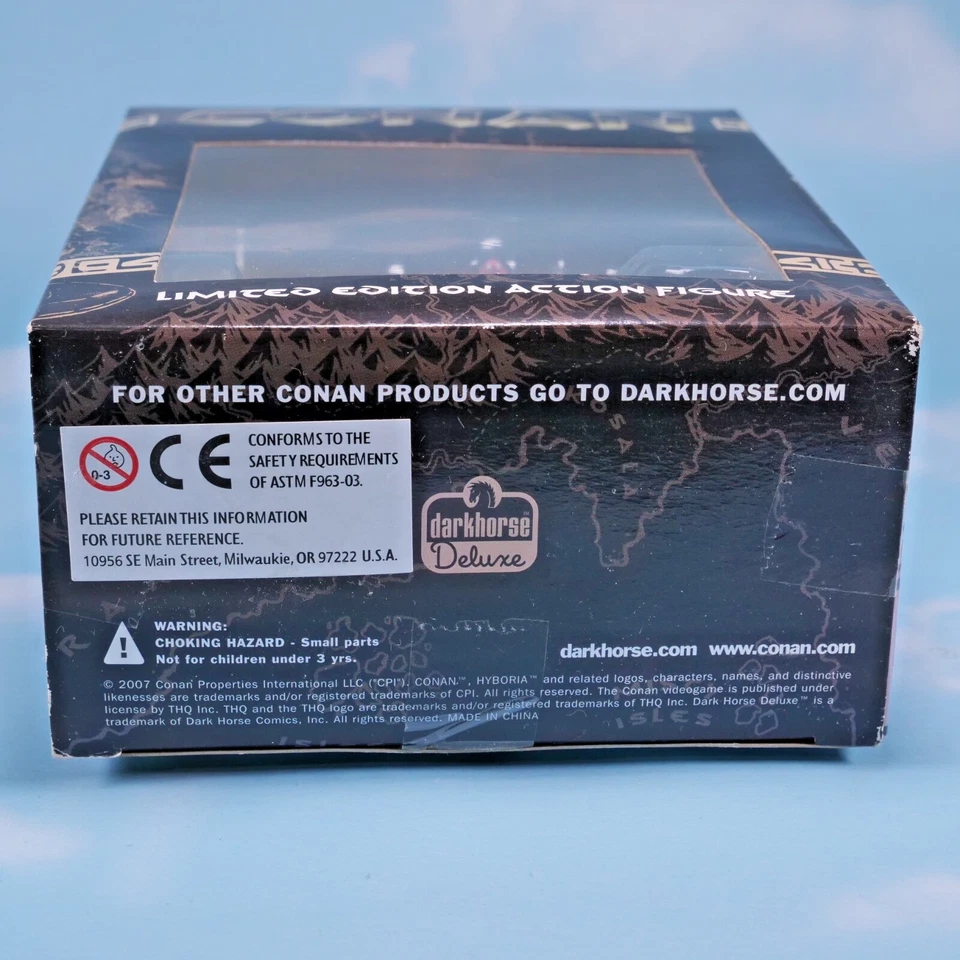 CONAN
LIMITED EDITION ACTION FIGURE
FOR OTHER CONAN PRODUCTS GO TO DARKHORSE.COM
0-3
CE
CONFORMS TO THE
SAFETY REQUIREMENTS
OF ASTM F963-03.
PLEASE RETAIN THIS INFORMATION
FOR FUTURE REFERENCE.
10956 SE Main Street, Milwaukie, OR 97222 U.S.A.
darkhorse™
Deluxe
WARNING:
CHOKING HAZARD - Small parts
Not for children under 3 yrs.
darkhorse.com www.conan.com
© 2007 Conan Properties International LLC ("CPI"). CONAN™, HYBORIA™ and related logos, characters, names, and distinctive
likenesses are trademarks and/or registered trademarks of CPI. All rights reserved. The Conan videogame is published under
license by THQ Inc. THQ and the THQ logo are trademarks and/or registered trademarks of THQ Inc. Dark Horse Deluxe™ is a
trademark of Dark Horse Comics, Inc. All rights reserved. MADE IN CHINA
ISLES